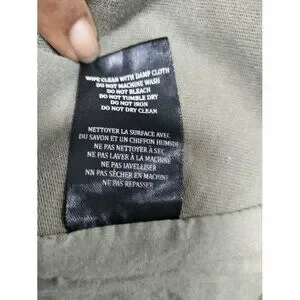 WIPE CLEAN WITH DAMP CLOTH
DO NOT MACHINE WASH
DO NOT BLEACH
DO NOT TUMBLE DRY
DO NOT IRON
DO NOT DRY CLEAN
NETTOYER LA SURFACE AVEC
DU SAVON ET UN CHIFFON HUMIDE
NE PAS NETTOYER À SEC
NE PAS LAVER À LA MACHINE
NE PAS JAVELLISER
NN PAS SÉCHER EN MACHINE
NE PAS REPASSER